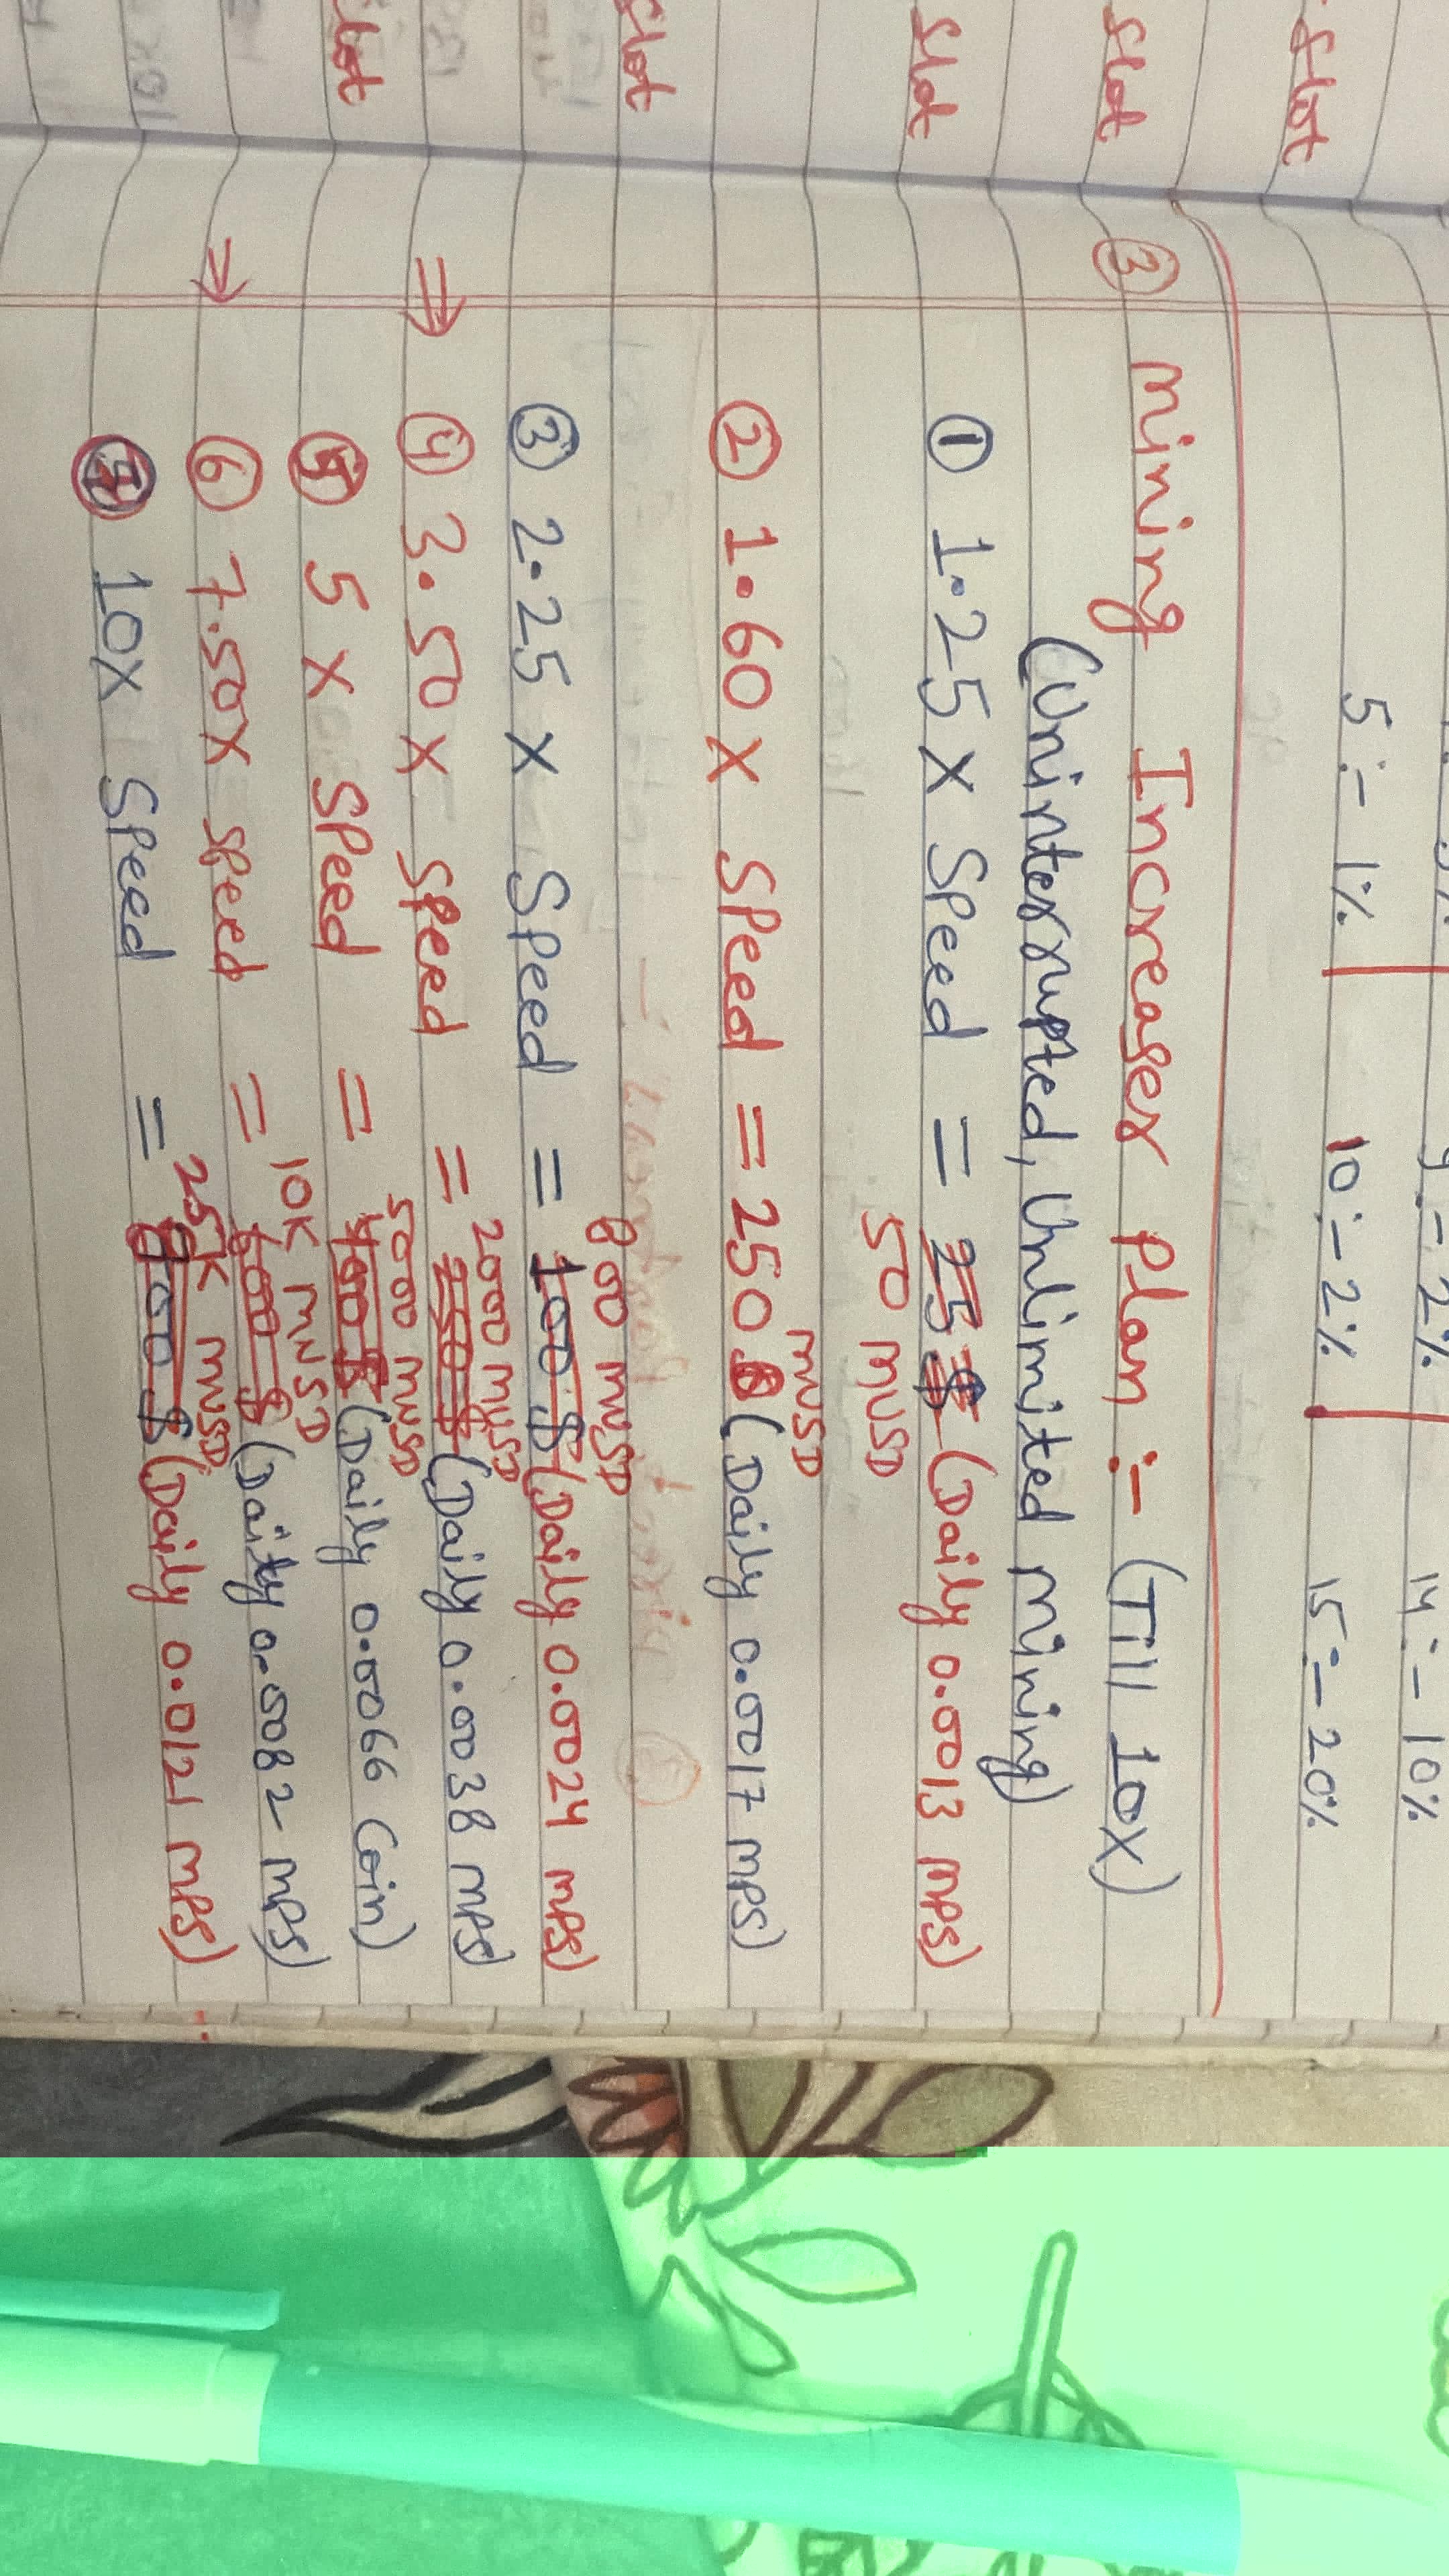 9 :- 2%
14 :- 10%
5 :- 1%
10 :- 2%
15 :- 20%
Slot
Slot
Slot
Slot
Slot
③ Mining Increaser Plan :- (Till 10X)
(Uninterrupted, Unlimited Mining)
① 1.25 X Speed = 25 $ (Daily 0.0013 MPS)
50 MUSD
MUSD
② 1.60 X Speed = 250 (Daily 0.0017 MPS)
800 MUSD
③ 2.25 X Speed = 100 $ (Daily 0.0024 MPS)
2000 MUSD
⇒ ④ 3.50 X Speed = 250 $ (Daily 0.0038 MPS)
5000 MUSD
⑤ 5 X Speed = 400 $ (Daily 0.0066 Coin)
10K MUSD
⇒ ⑥ 7.50X Speed = 600 $ (Daily 0.0082 MPS)
25K MUSD
10X Speed = 00 $ (Daily 0.0121 MPS)